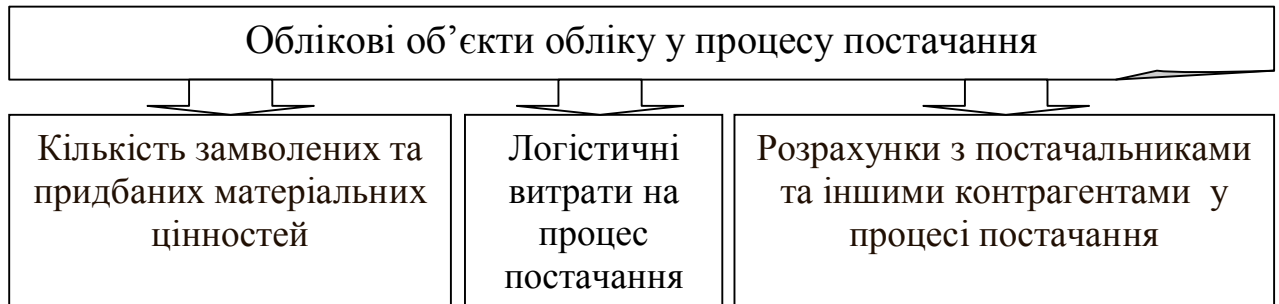 Облікові об’єкти обліку у процесу постачання
Кількість замволених та
придбаних матеріальних
цінностей
Логістичні
витрати на
процес
постачання
Розрахунки з постачальниками
та іншими контрагентами у
процесі постачання